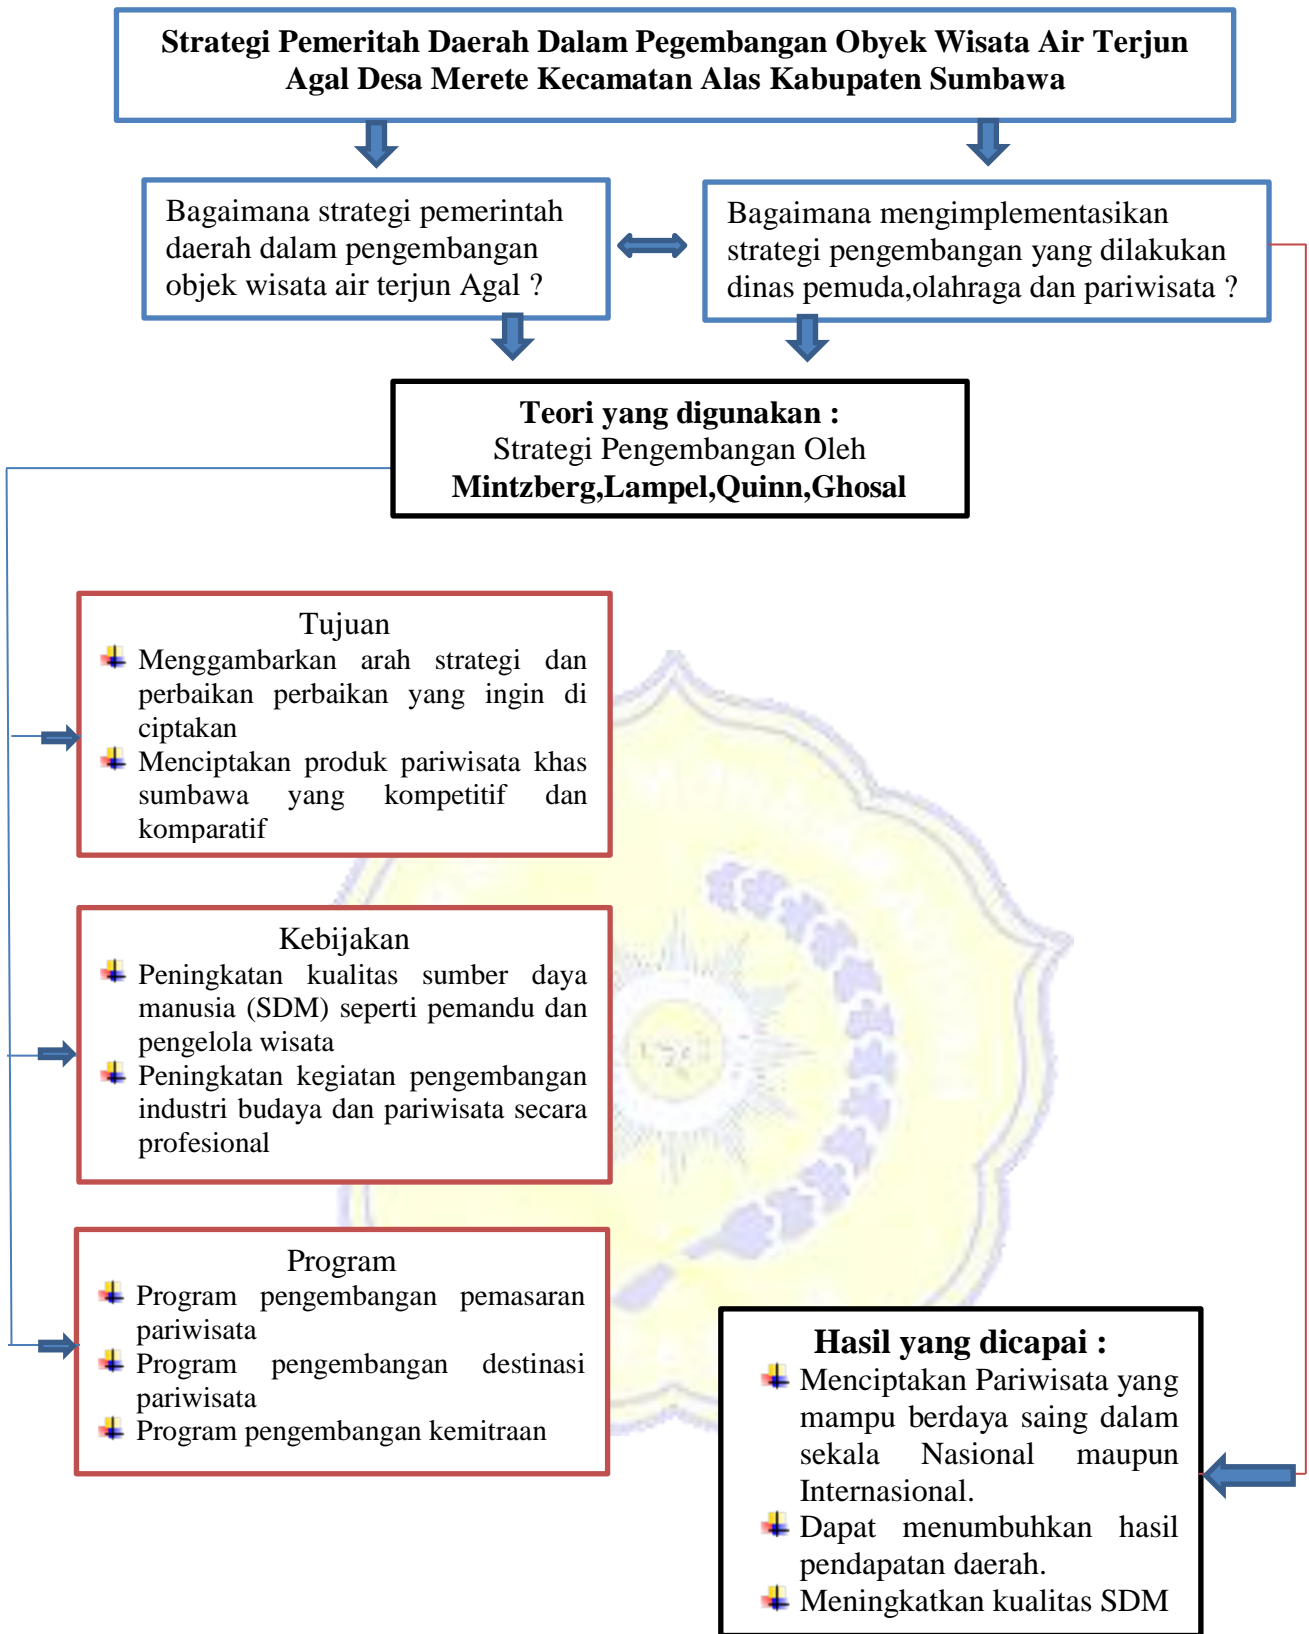 Strategi Pemeritah Daerah Dalam Pegembangan Obyek Wisata Air Terjun
Agal Desa Merete Kecamatan Alas Kabupaten Sumbawa
Bagaimana strategi pemerintah
daerah dalam pengembangan
objek wisata air terjun Agal ?
Bagaimana mengimplementasikan
strategi pengembangan yang dilakukan
dinas pemuda,olahraga dan pariwisata ?
Teori yang digunakan :
Strategi Pengembangan Oleh
Mintzberg,Lampel,Quinn,Ghosal
Tujuan
Menggambarkan arah strategi dan
perbaikan perbaikan yang ingin di
ciptakan
Menciptakan produk pariwisata khas
sumbawa yang kompetitif dan
komparatif
Kebijakan
Peningkatan kualitas sumber daya
manusia (SDM) seperti pemandu dan
pengelola wisata
Peningkatan kegiatan pengembangan
industri budaya dan pariwisata secara
profesional
Program
Program pengembangan pemasaran
pariwisata
Program pengembangan destinasi
pariwisata
Program pengembangan kemitraan
Hasil yang dicapai :
Menciptakan Pariwisata yang
mampu berdaya saing dalam
sekala Nasional maupun
Internasional.
Dapat menumbuhkan hasil
pendapatan daerah.
Meningkatkan kualitas SDM